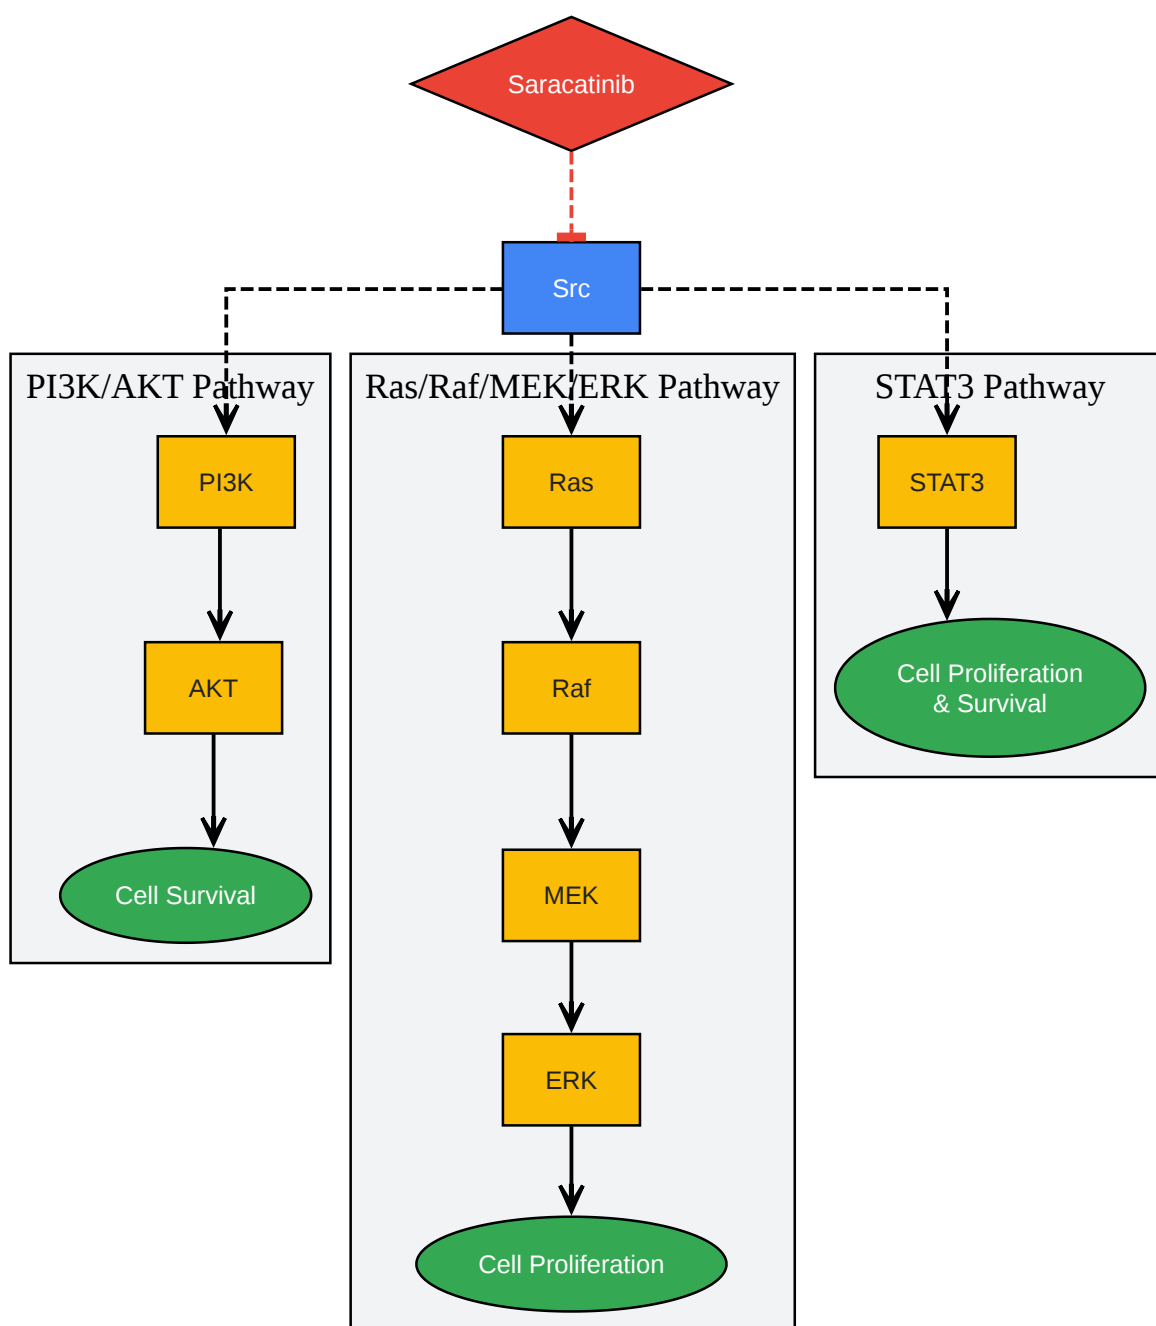 Saracatinib
Src
PI3K/AKT Pathway
PI3K
AKT
Cell Survival
Ras/Raf/MEK/ERK Pathway
Ras
Raf
MEK
ERK
Cell Proliferation
STAT3 Pathway
STAT3
Cell Proliferation
& Survival